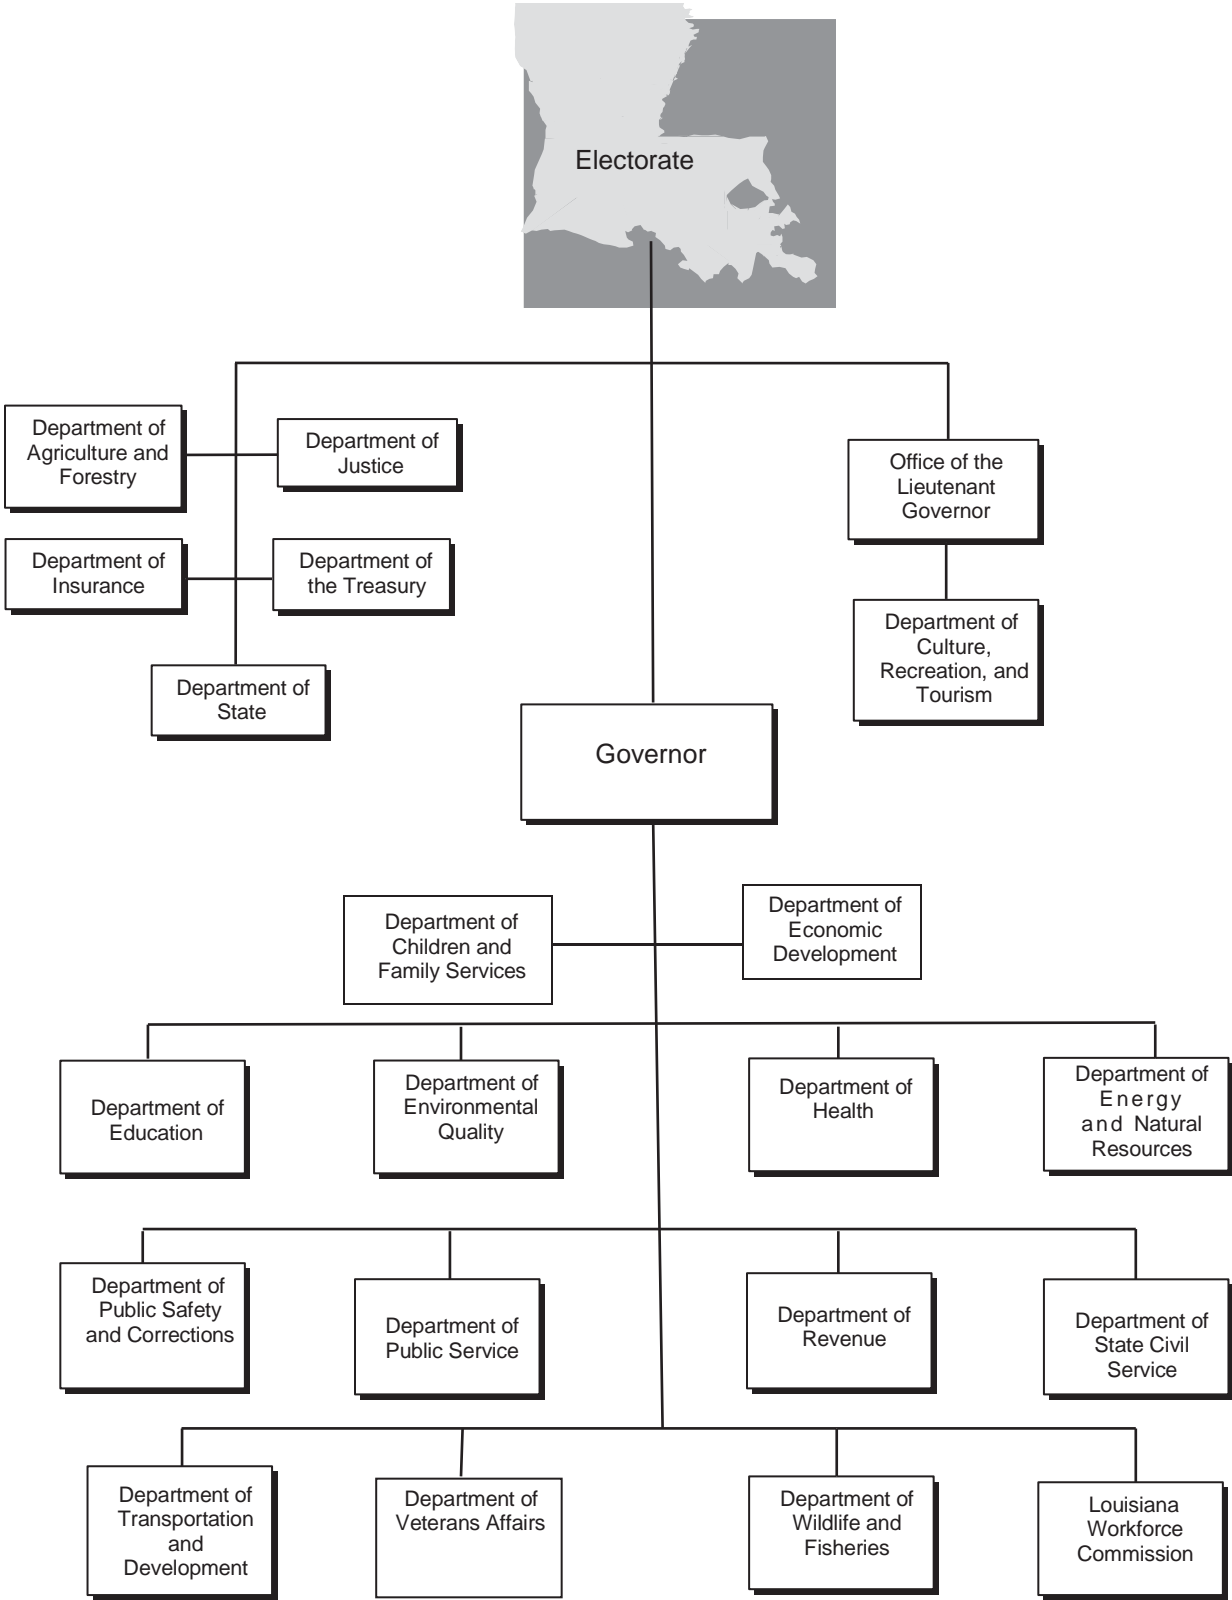 Electorate
Department of
Agriculture and
Forestry
Department of
Justice
Office of the
Lieutenant
Governor
Department of
Insurance
Department of
the Treasury
Department of
Culture,
Recreation, and
Tourism
Department of
State
Governor
Department of
Children and
Family Services
Department of
Economic
Development
Department of
Education
Department of
Environmental
Quality
Department of
Health
Department of
Energy
and Natural
Resources
Department of
Public Safety
and Corrections
Department of
Public Service
Department of
Revenue
Department of
State Civil
Service
Department of
Transportation
and
Development
Department of
Veterans Affairs
Department of
Wildlife and
Fisheries
Louisiana
Workforce
Commission